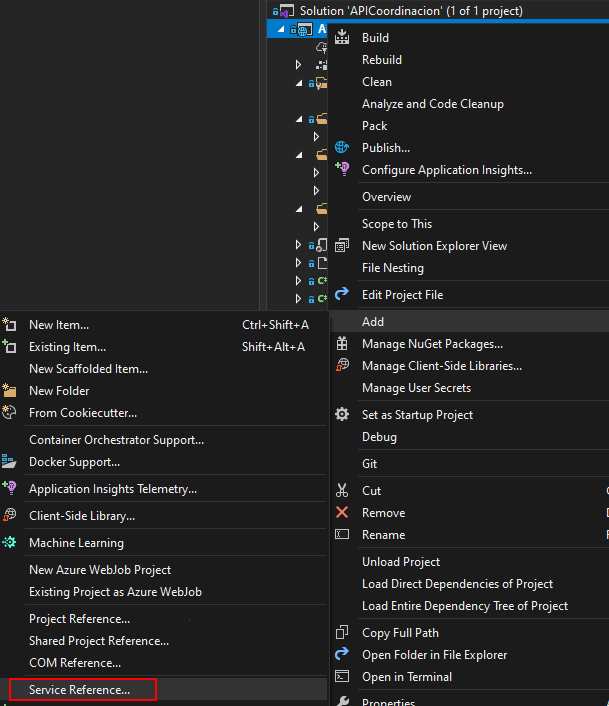 Solution 'APICoordinacion' (1 of 1 project)
A
Build
Rebuild
Clean
Analyze and Code Cleanup
Pack
Publish...
Configure Application Insights...
Overview
Scope to This
New Solution Explorer View
File Nesting
Edit Project File
Add
Manage NuGet Packages...
Manage Client-Side Libraries...
Manage User Secrets
Set as Startup Project
Debug
Git
Cut
Remove
Rename
Unload Project
Load Direct Dependencies of Project
Load Entire Dependency Tree of Project
Copy Full Path
Open Folder in File Explorer
Open in Terminal
Properties
New Item... Ctrl+Shift+A
Existing Item... Shift+Alt+A
New Scaffolded Item...
New Folder
From Cookiecutter...
Container Orchestrator Support...
Docker Support...
Application Insights Telemetry...
Client-Side Library...
Machine Learning
New Azure WebJob Project
Existing Project as Azure WebJob
Project Reference...
Shared Project Reference...
COM Reference...
Service Reference...